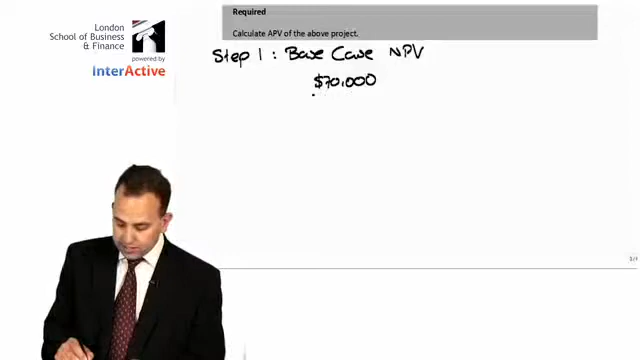 Required
Calculate APV of the above project.
London
School of Business
& Finance
powered by
InterActive
Step 1 : Base Case NPV
$70,000